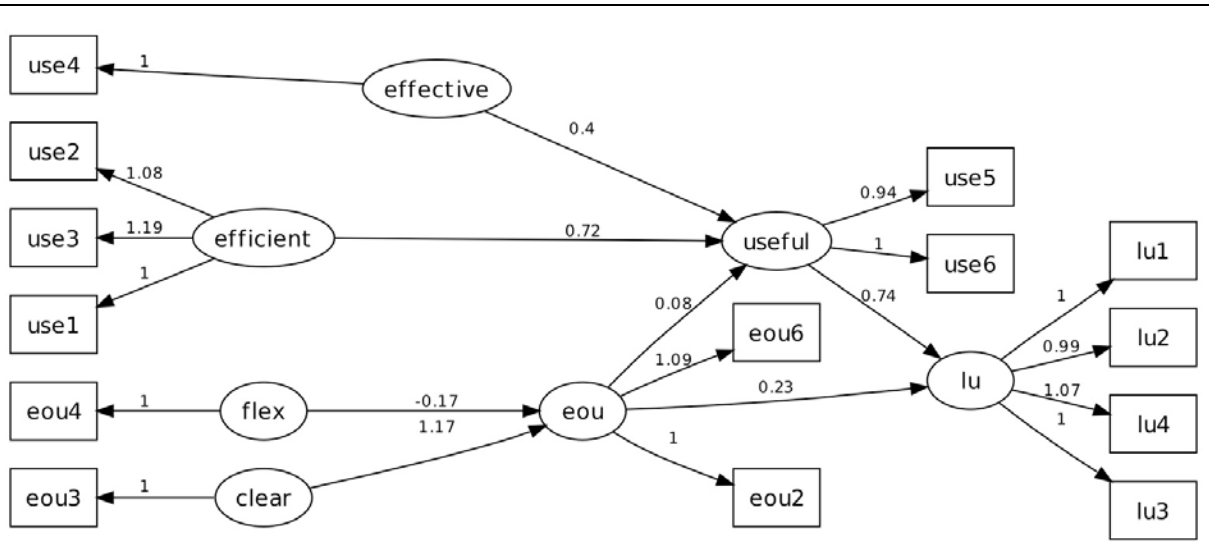 use4
1
effective
0.4
use2
1.08
use3
1.19
efficient
0.72
useful
0.94
use5
1
use6
1
use1
0.08
eou6
1.09
0.74
lu
1
lu1
0.99
lu2
1.07
lu4
1
lu3
eou4
1
flex
-0.17
1.17
eou
0.23
1
eou2
eou3
1
clear